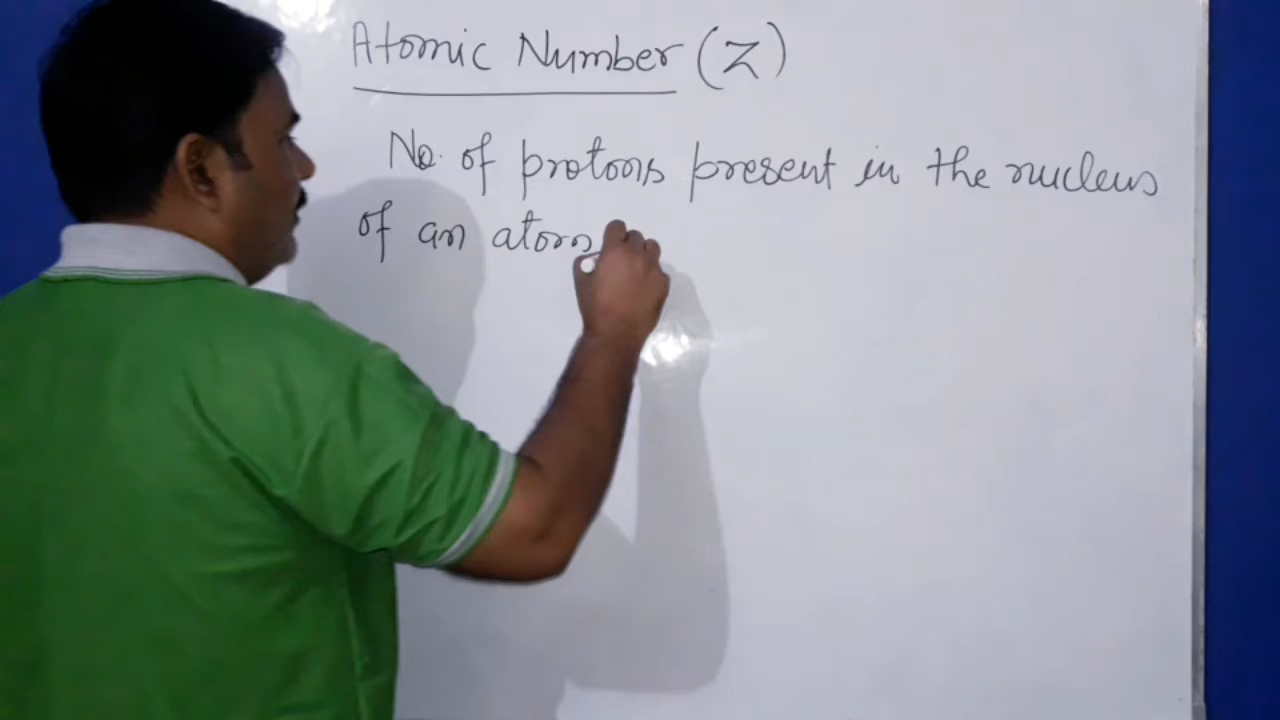 Atomic Number (Z)
No. of protons present in the nucleus
of an atom